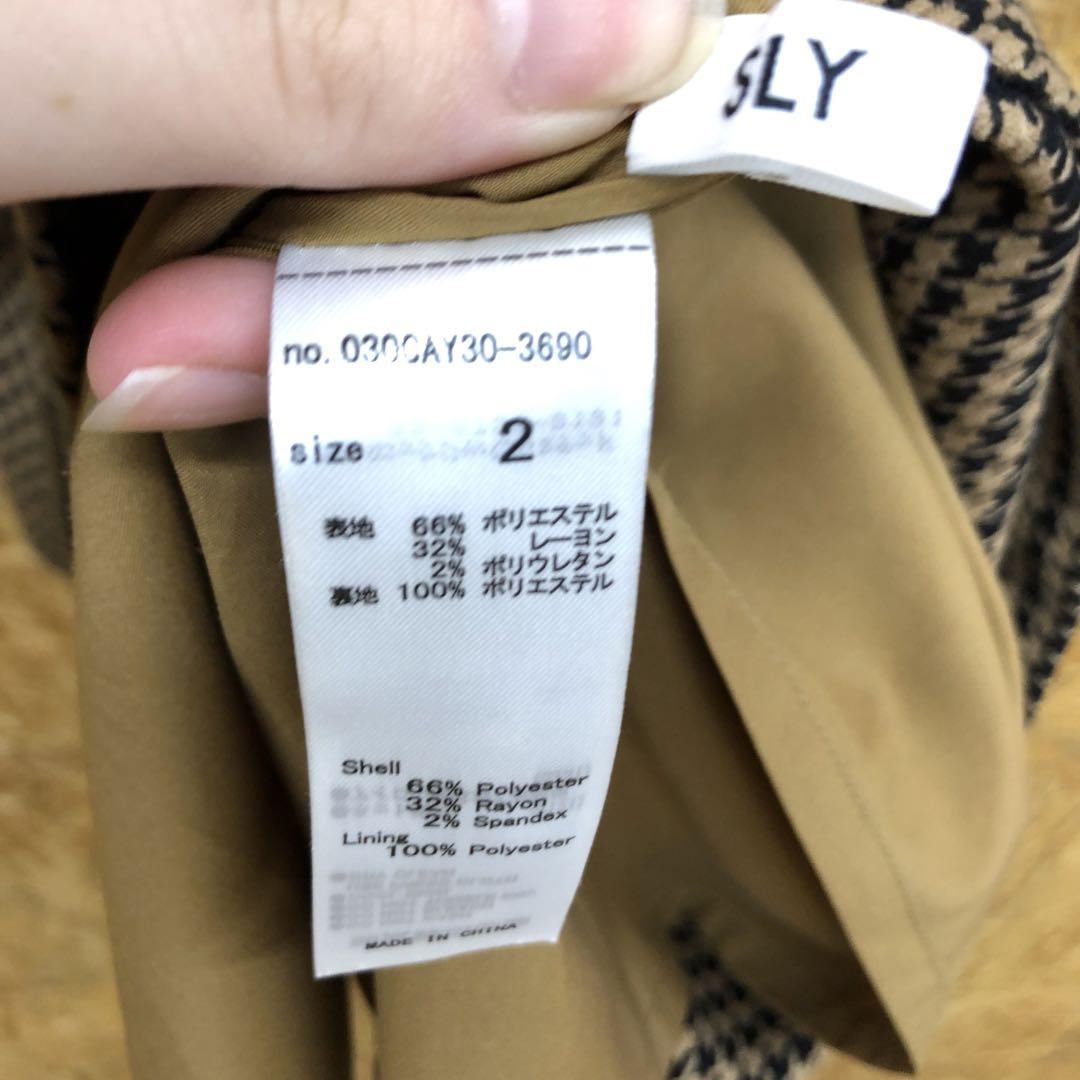 SLY
no. 030CAY30-3690
size 2
表地 66% ポリエステル
32% レーヨン
2% ポリウレタン
裏地 100% ポリエステル
Shell
66% Polyester
32% Rayon
2% Spandex
Lining
100% Polyester
MADE IN CHINA